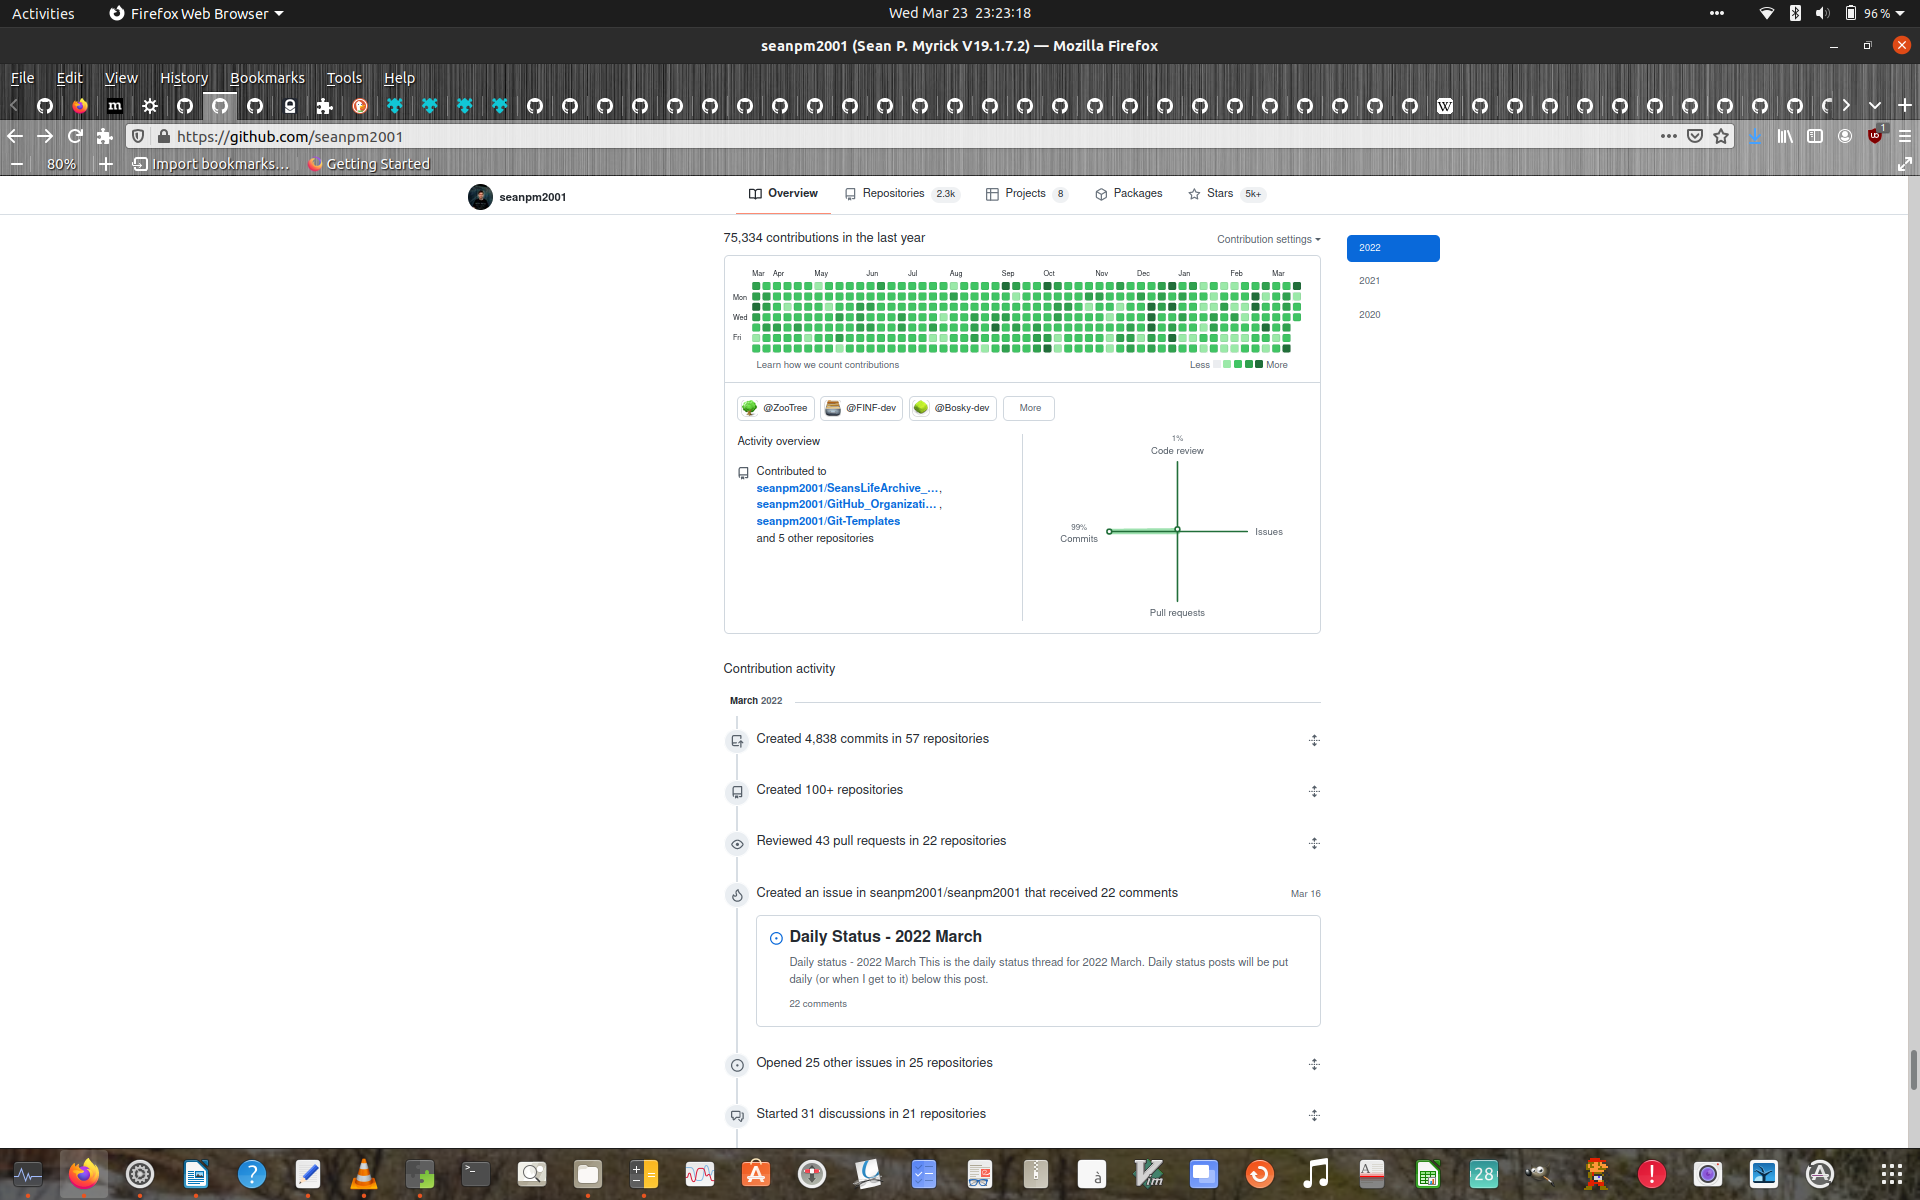 Activities
Firefox Web Browser
Wed Mar 23  23:23:18
96 %
seanpm2001 (Sean P. Myrick V19.1.7.2) — Mozilla Firefox
File Edit View History Bookmarks Tools Help
https://github.com/seanpm2001
1
80%
Import bookmarks...
Getting Started
seanpm2001
Overview
Repositories 2.3k
Projects 8
Packages
Stars 5k+
75,334 contributions in the last year
Contribution settings
2022
2021
2020
Mar Apr May Jun Jul Aug Sep Oct Nov Dec Jan Feb Mar
Mon
Wed
Fri
Learn how we count contributions
Less
More
@ZooTree
@FINF-dev
@Bosky-dev
More
Activity overview
Contributed to
seanpm2001/SeansLifeArchive_...,
seanpm2001/GitHub_Organizati... ,
seanpm2001/Git-Templates
and 5 other repositories
1%
Code review
99%
Commits
Issues
Pull requests
Contribution activity
March 2022
Created 4,838 commits in 57 repositories
Created 100+ repositories
Reviewed 43 pull requests in 22 repositories
Created an issue in seanpm2001/seanpm2001 that received 22 comments
Mar 16
Daily Status - 2022 March
Daily status - 2022 March This is the daily status thread for 2022 March. Daily status posts will be put
daily (or when I get to it) below this post.
22 comments
Opened 25 other issues in 25 repositories
Started 31 discussions in 21 repositories
28